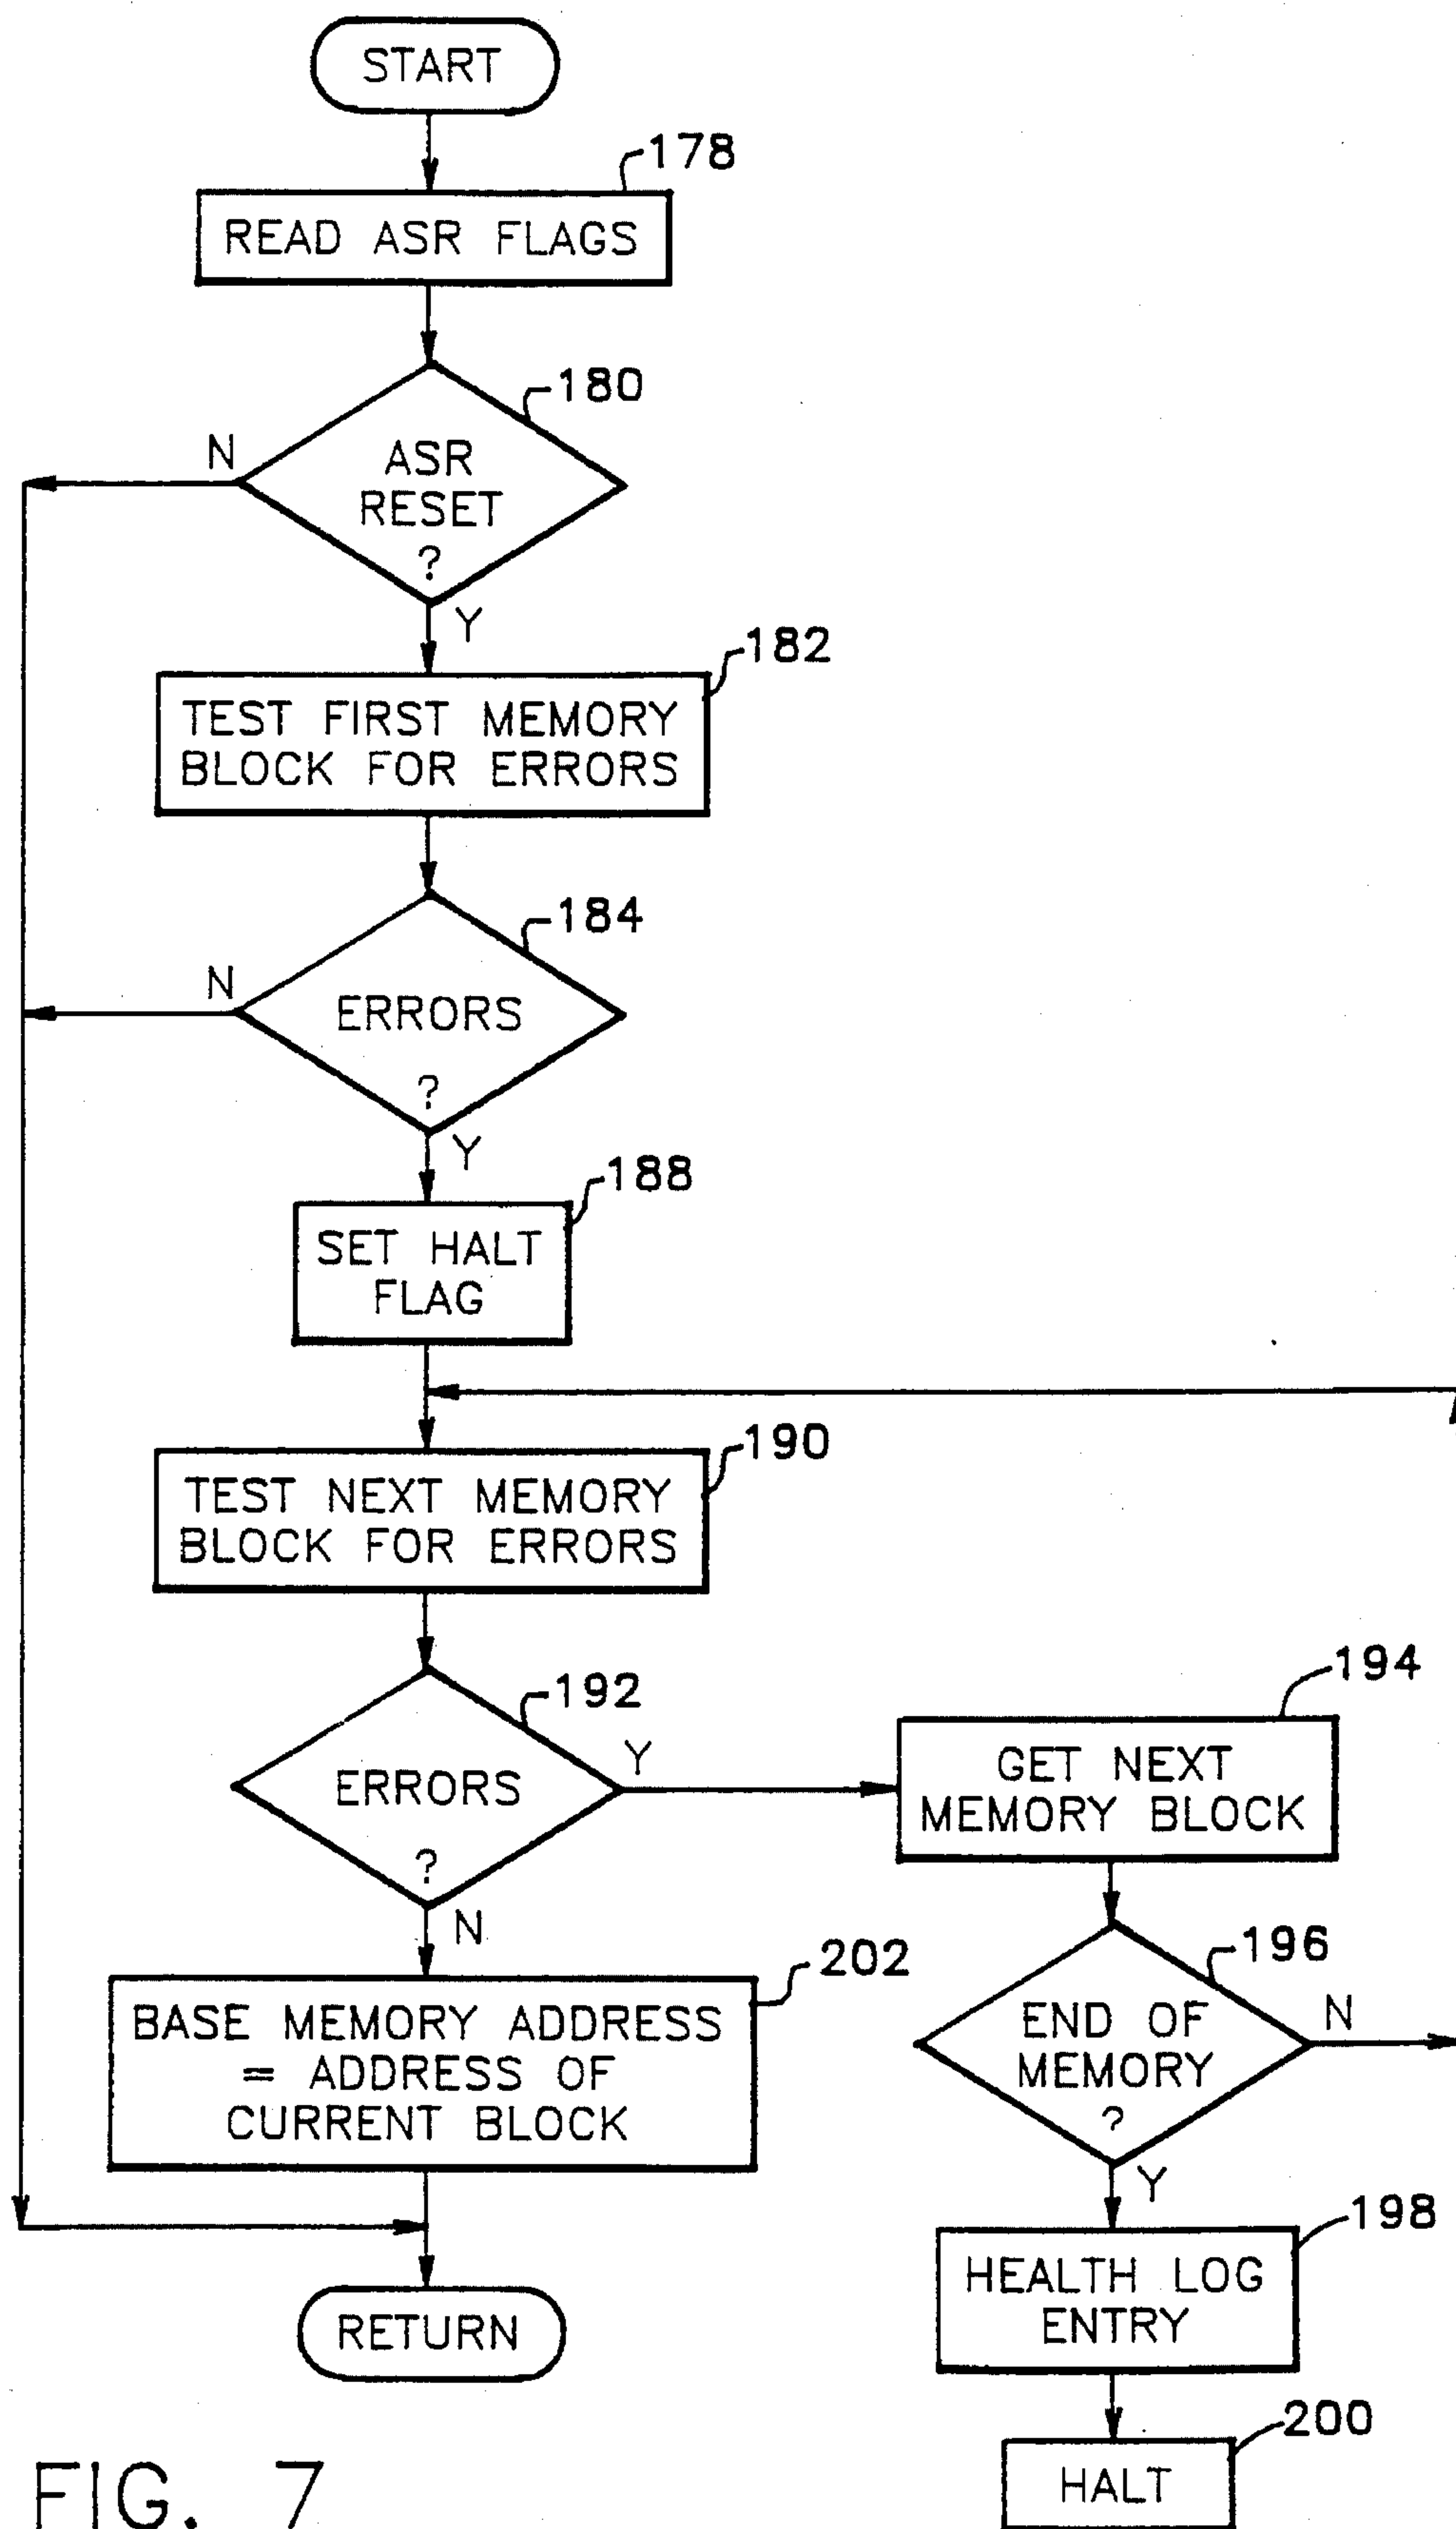 START
178
READ ASR FLAGS
180
N
ASR
RESET
?
Y
182
TEST FIRST MEMORY
BLOCK FOR ERRORS
184
N
ERRORS
?
Y
188
SET HALT
FLAG
190
TEST NEXT MEMORY
BLOCK FOR ERRORS
192
ERRORS
?
Y
N
194
GET NEXT
MEMORY BLOCK
196
END OF
MEMORY
?
N
Y
202
BASE MEMORY ADDRESS
= ADDRESS OF
CURRENT BLOCK
198
HEALTH LOG
ENTRY
RETURN
200
HALT
FIG. 7